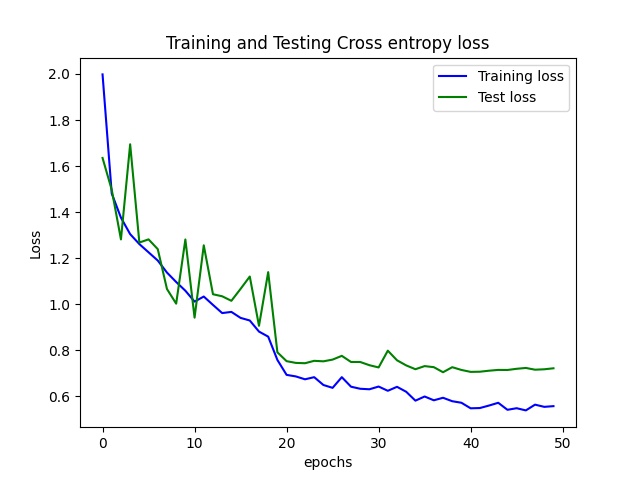 Training and Testing Cross entropy loss
Training loss
Test loss
2.0
1.8
1.6
1.4
1.2
1.0
0.8
0.6
Loss
0 10 20 30 40 50
epochs